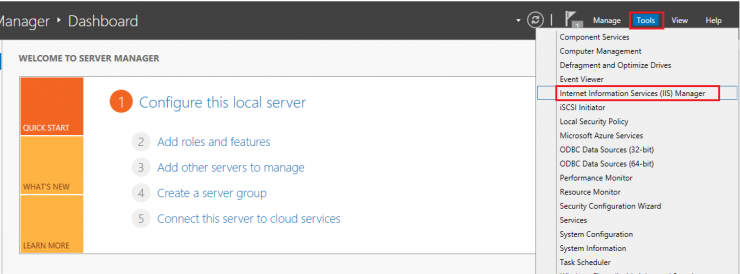 Manager • Dashboard
1
Manage
Tools
View
Help
WELCOME TO SERVER MANAGER
QUICK START
WHAT'S NEW
LEARN MORE
1 Configure this local server
2 Add roles and features
3 Add other servers to manage
4 Create a server group
5 Connect this server to cloud services
Component Services
Computer Management
Defragment and Optimize Drives
Event Viewer
Internet Information Services (IIS) Manager
iSCSI Initiator
Local Security Policy
Microsoft Azure Services
ODBC Data Sources (32-bit)
ODBC Data Sources (64-bit)
Performance Monitor
Resource Monitor
Security Configuration Wizard
Services
System Configuration
System Information
Task Scheduler